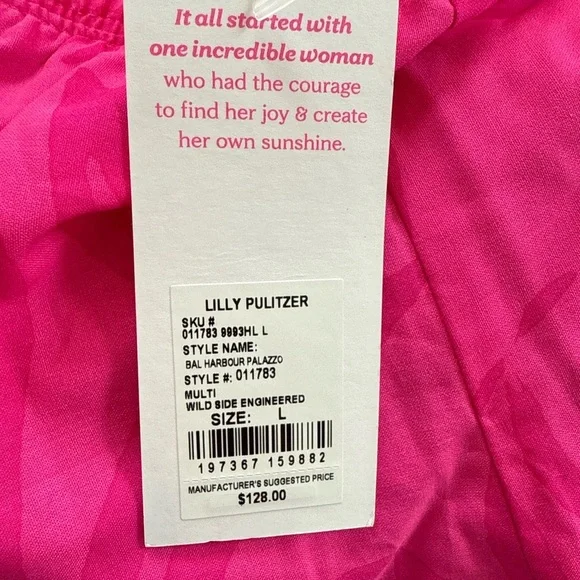 It all started with
one incredible woman
who had the courage
to find her joy & create
her own sunshine.
LILLY PULITZER
SKU #
011783 9993HL L
STYLE NAME:
BAL HARBOUR PALAZZO
STYLE #: 011783
MULTI
WILD SIDE ENGINEERED
SIZE: L
197367 159882
MANUFACTURER'S SUGGESTED PRICE
$128.00